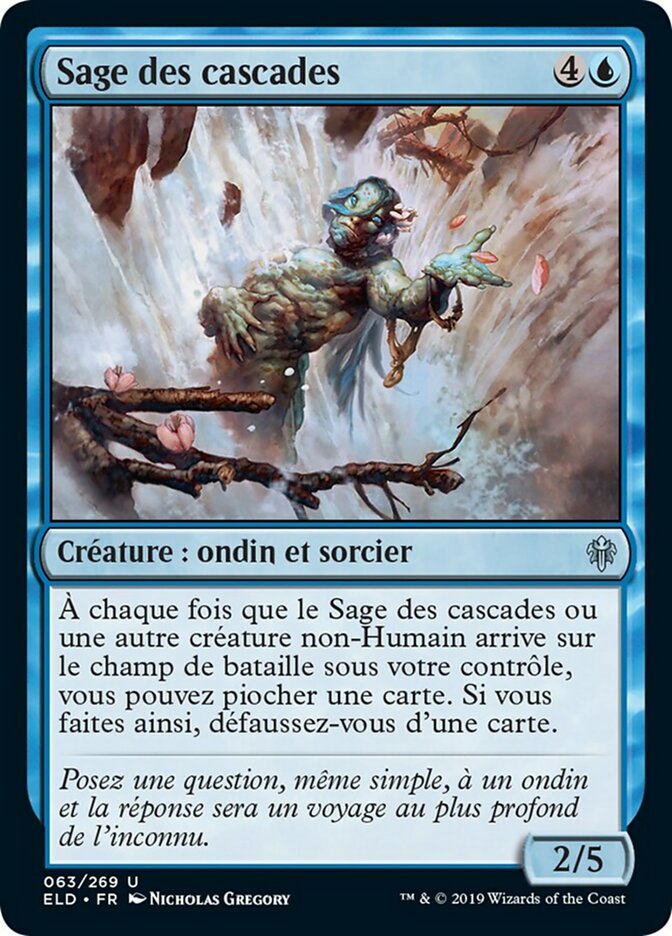 Sage des cascades 4
Créature : ondin et sorcier
À chaque fois que le Sage des cascades ou
une autre créature non-Humain arrive sur
le champ de bataille sous votre contrôle,
vous pouvez piocher une carte. Si vous
faites ainsi, défaussez-vous d'une carte.
Posez une question, même simple, à un ondin
et la réponse sera un voyage au plus profond
de l'inconnu.
2/5
063/269 U
ELD • FR Nicholas Gregory
™ & © 2019 Wizards of the Coast